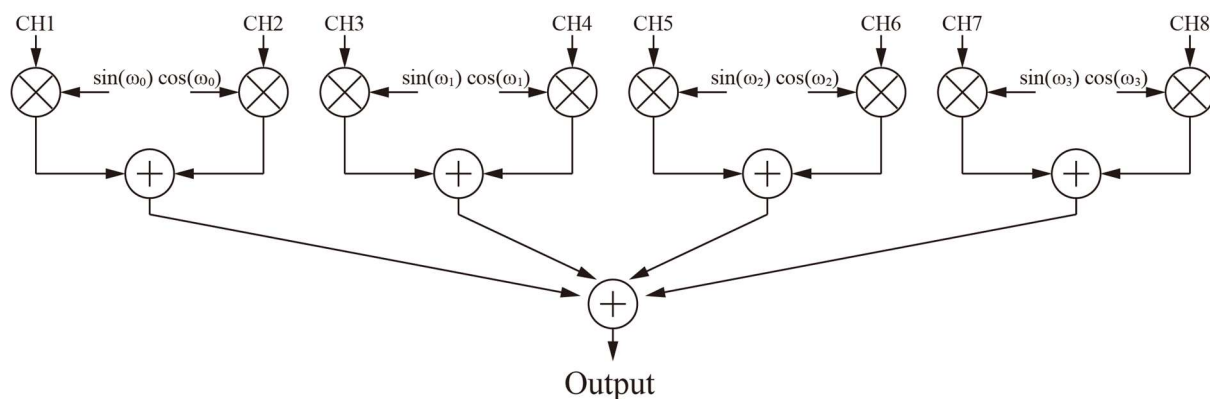 CH1 CH2 CH3 CH4 CH5 CH6 CH7 CH8
sin(ω₀) cos(ω₀) sin(ω₁) cos(ω₁) sin(ω₂) cos(ω₂) sin(ω₃) cos(ω₃)
Output